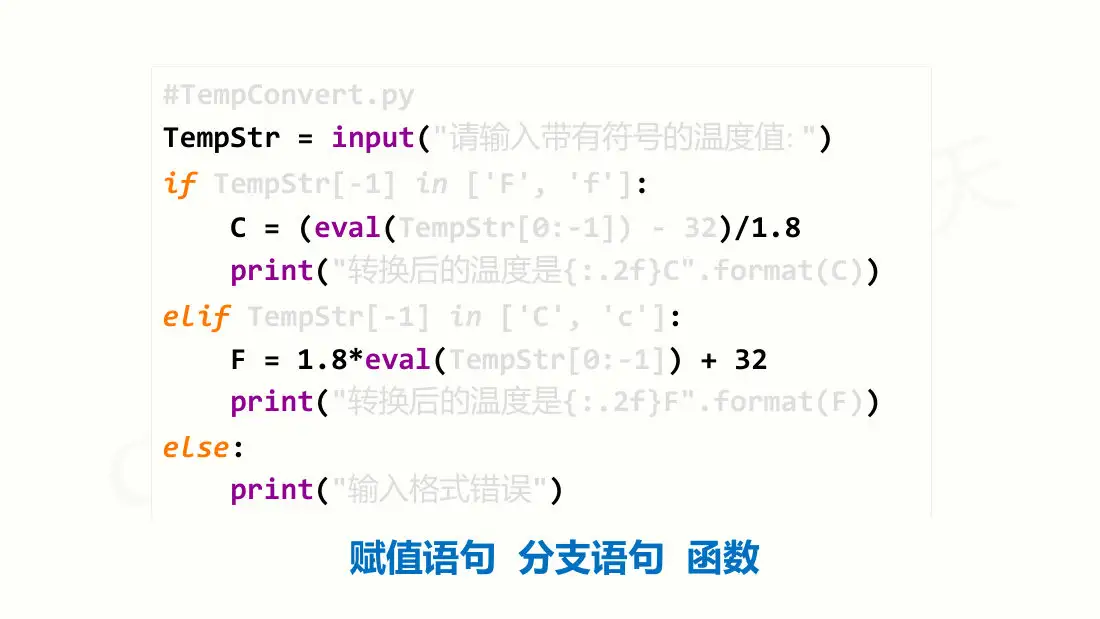 #TempConvert.py
TempStr = input("请输入带有符号的温度值: ")
if TempStr[-1] in ['F', 'f']:
    C = (eval(TempStr[0:-1]) - 32)/1.8
    print("转换后的温度是{:.2f}C".format(C))
elif TempStr[-1] in ['C', 'c']:
    F = 1.8*eval(TempStr[0:-1]) + 32
    print("转换后的温度是{:.2f}F".format(F))
else:
    print("输入格式错误")
赋值语句 分支语句 函数